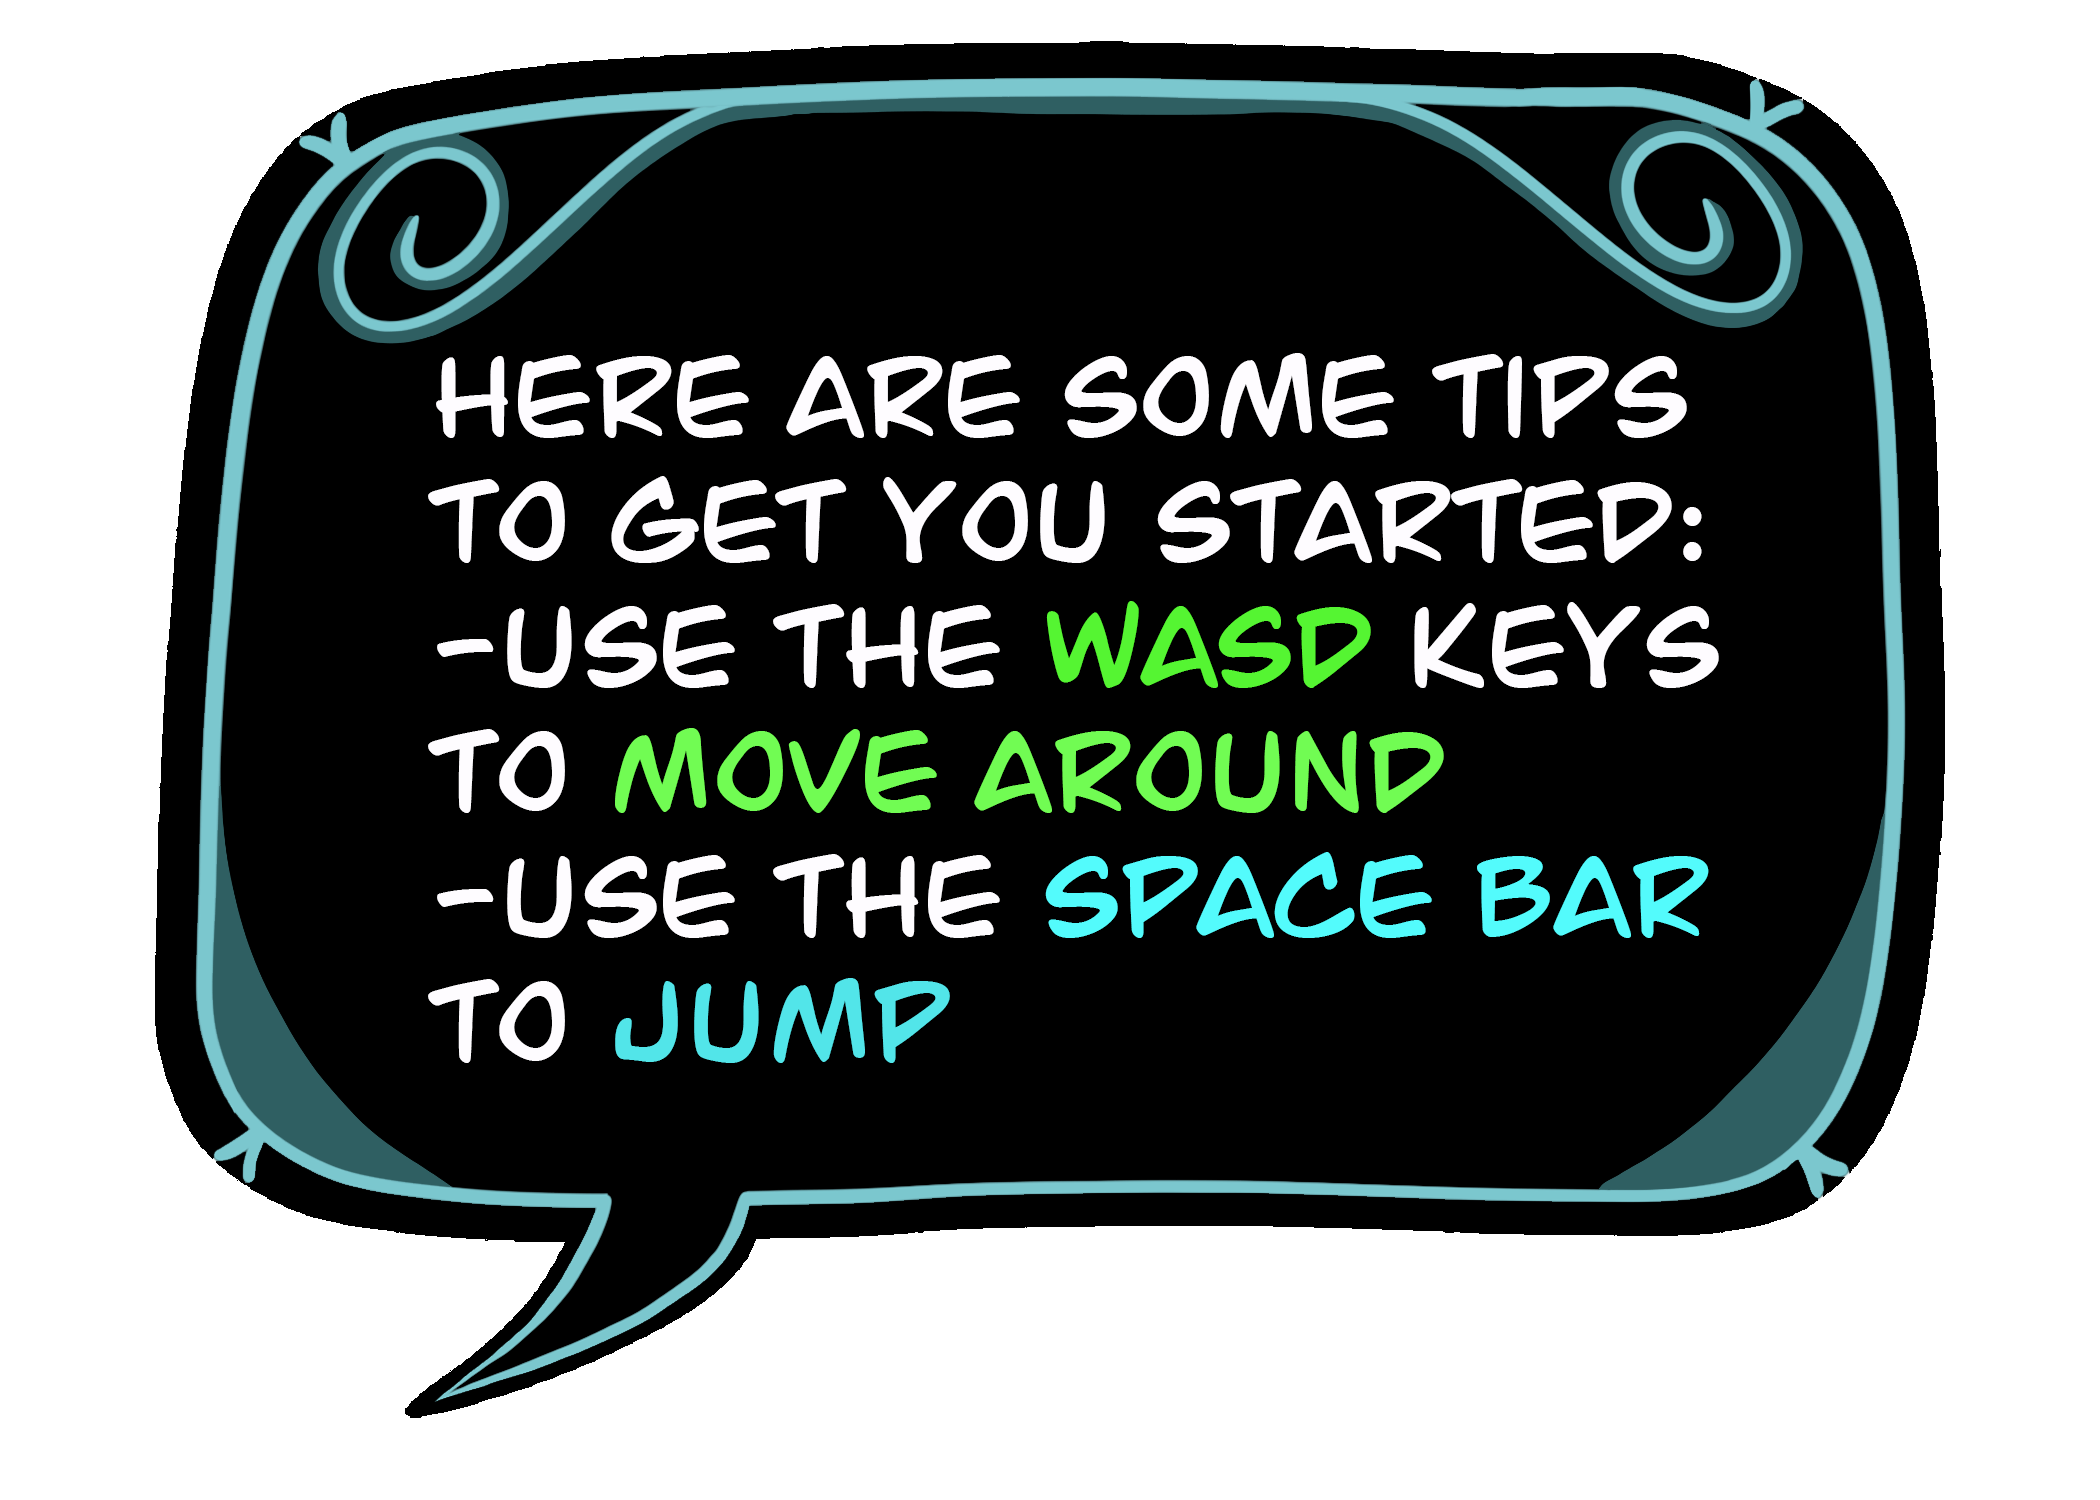 HERE ARE SOME TIPS
TO GET YOU STARTED:
-USE THE WASD KEYS
TO MOVE AROUND
-USE THE SPACE BAR
TO JUMP